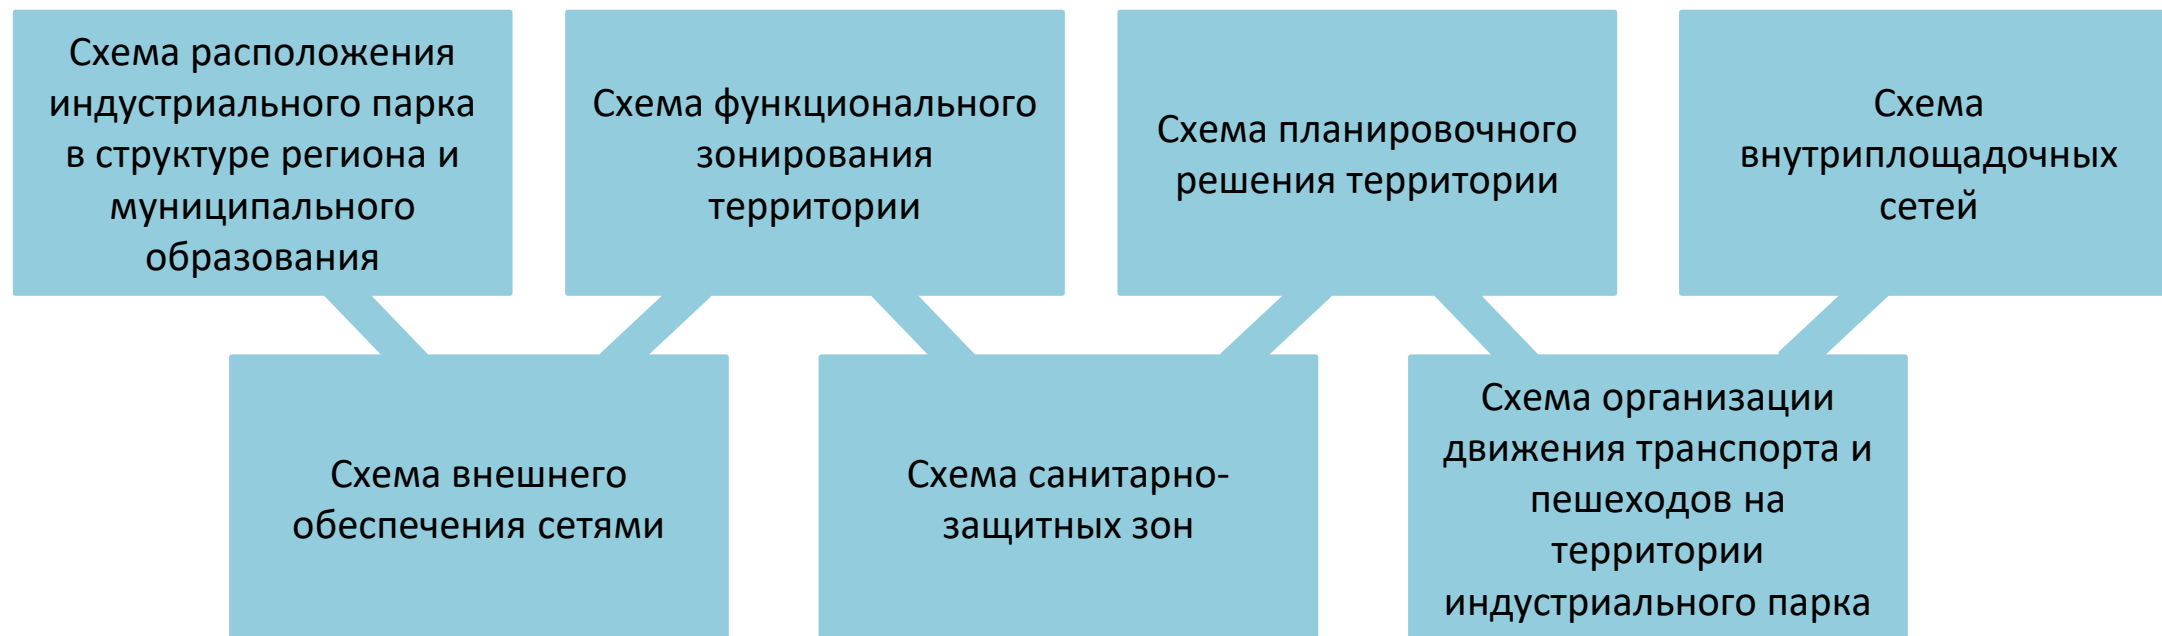 Схема расположения
индустриального парка
в структуре региона и
муниципального
образования
Схема внешнего
обеспечения сетями
Схема функционального
зонирования
территории
Схема санитарно-
защитных зон
Схема планировочного
решения территории
Схема организации
движения транспорта и
пешеходов на
территории
индустриального парка
Схема
внутриплощадочных
сетей